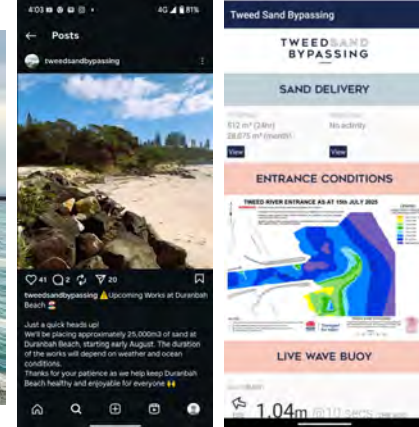 4:03
4G 81%
← Posts
tweedsandbypassing
41 2 20
tweedsandbypassing ⚠️Upcoming Works at Duranbah
Beach 🏖️
Just a quick heads up!
We'll be placing approximately 25,000m3 of sand at
Duranbah Beach, starting early August. The duration
of the works will depend on weather and ocean
conditions.
Thanks for your patience as we help keep Duranbah
Beach healthy and enjoyable for everyone 🙌
Tweed Sand Bypassing
TWEED SAND
BYPASSING
SAND DELIVERY
512 m³ (24hr)
No activity
28,075 m³ (month)
View
View
ENTRANCE CONDITIONS
TWEED RIVER ENTRANCE AS AT 15th JULY 2025
LIVE WAVE BUOY
1.04m @10 secs